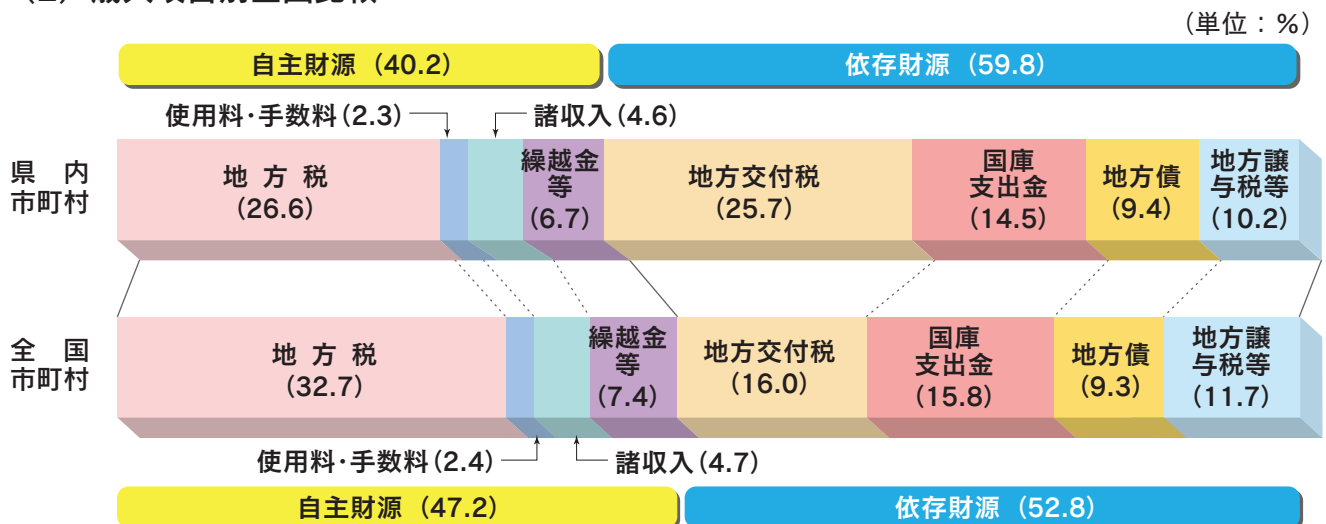 （単位：％）
自主財源（40.2）
依存財源（59.8）
使用料・手数料（2.3）
諸収入（4.6）
県　内
市町村
地 方 税
（26.6）
繰越金
等
（6.7）
地方交付税
（25.7）
国庫
支出金
（14.5）
地方債
（9.4）
地方譲
与税等
（10.2）
全　国
市町村
地 方 税
（32.7）
繰越金
等
（7.4）
地方交付税
（16.0）
国庫
支出金
（15.8）
地方債
（9.3）
地方譲
与税等
（11.7）
使用料・手数料（2.4）
諸収入（4.7）
自主財源（47.2）
依存財源（52.8）